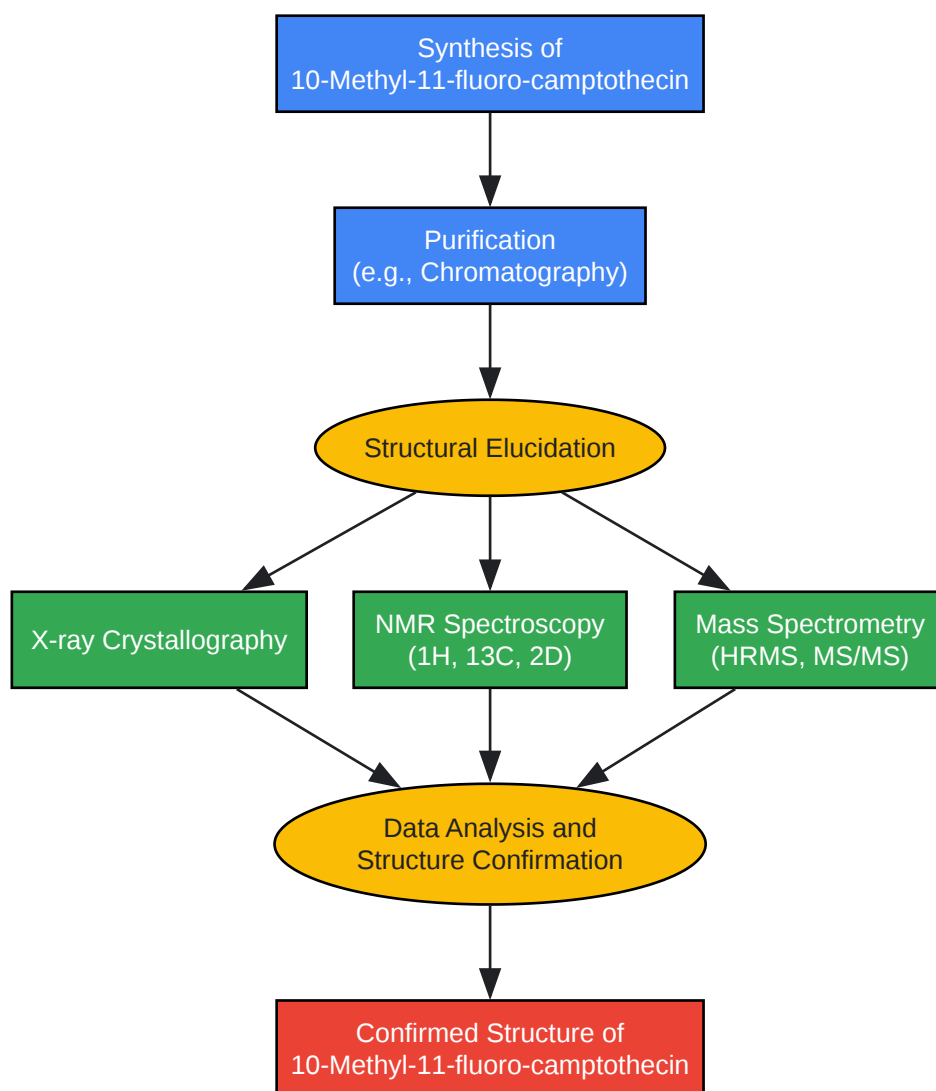 Synthesis of
10-Methyl-11-fluoro-camptothecin
Purification
(e.g., Chromatography)
Structural Elucidation
X-ray Crystallography
NMR Spectroscopy
(1H, 13C, 2D)
Mass Spectrometry
(HRMS, MS/MS)
Data Analysis and
Structure Confirmation
Confirmed Structure of
10-Methyl-11-fluoro-camptothecin